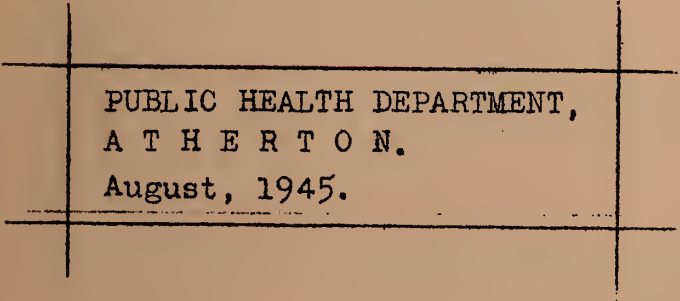 PUBLIC HEALTH DEPARTMENT,
A T H E R T O N.
August, 1945.